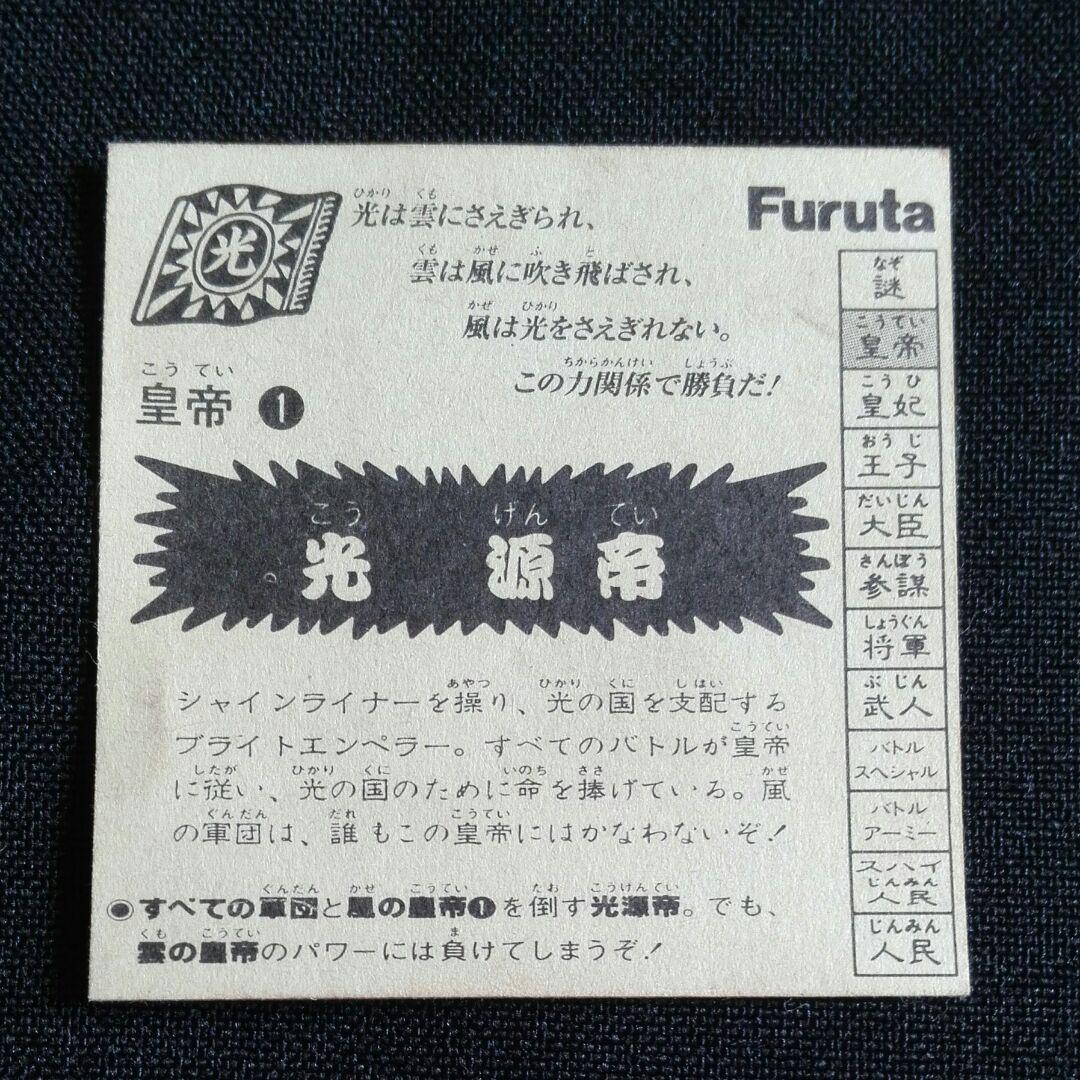 光
光は雲にさえぎられ、
雲は風に吹き飛ばされ、
風は光をさえぎれない。
この力関係で勝負だ!
Furuta
皇帝 ❶
光源帝
シャインライナーを操り、光の国を支配する
ブライトエンペラー。すべてのバトルが皇帝
に従い、光の国のために命を捧げている。風
の軍団は、誰もこの皇帝にはかなわないぞ!
◉すべての軍団と風の皇帝❶を倒す光源帝。でも、
雲の皇帝のパワーには負けてしまうぞ!
謎
皇帝
皇妃
王子
大臣
参謀
将軍
武人
バトル
スペシャル
バトル
アーミー
スパイ
人民
人民